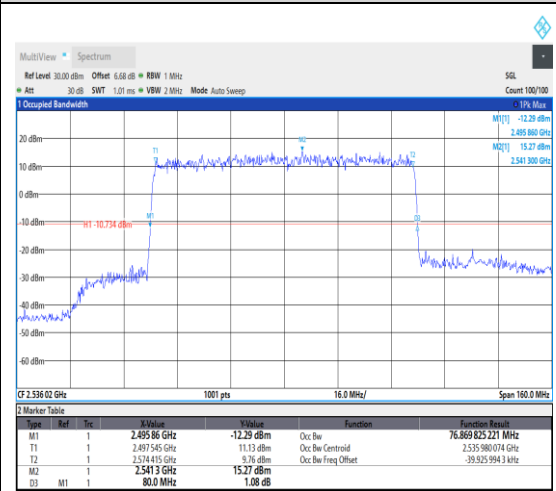 MultiView Spectrum
Ref Level 30.00 dBm Offset 6.68 dB RBW 1 MHz SGL
Att 30 dB SWT 1.01 ms VBW 2 MHz Mode Auto Sweep Count 100/100
1 Occupied Bandwidth 1Pk Max
M1[1] -12.29 dBm
2.495 860 GHz
M2[1] 15.27 dBm
2.541 300 GHz
20 dBm
M2
T1
T2
10 dBm
0 dBm
M1
D3
-10 dBm
H1 -10.734 dBm
-20 dBm
-30 dBm
-40 dBm
-50 dBm
-60 dBm
CF 2.536 02 GHz 1001 pts 16.0 MHz/ Span 160.0 MHz
2 Marker Table
Type Ref Trc X-Value Y-Value Function Function Result
M1 1 2.495 86 GHz -12.29 dBm Occ Bw 76.869 825 221 MHz
T1 1 2.497 545 GHz 11.13 dBm Occ Bw Centroid 2.535 980 074 GHz
T2 1 2.574 415 GHz 9.76 dBm Occ Bw Freq Offset -39.925 994 3 kHz
M2 1 2.541 3 GHz 15.27 dBm
D3 M1 1 80.0 MHz 1.08 dB